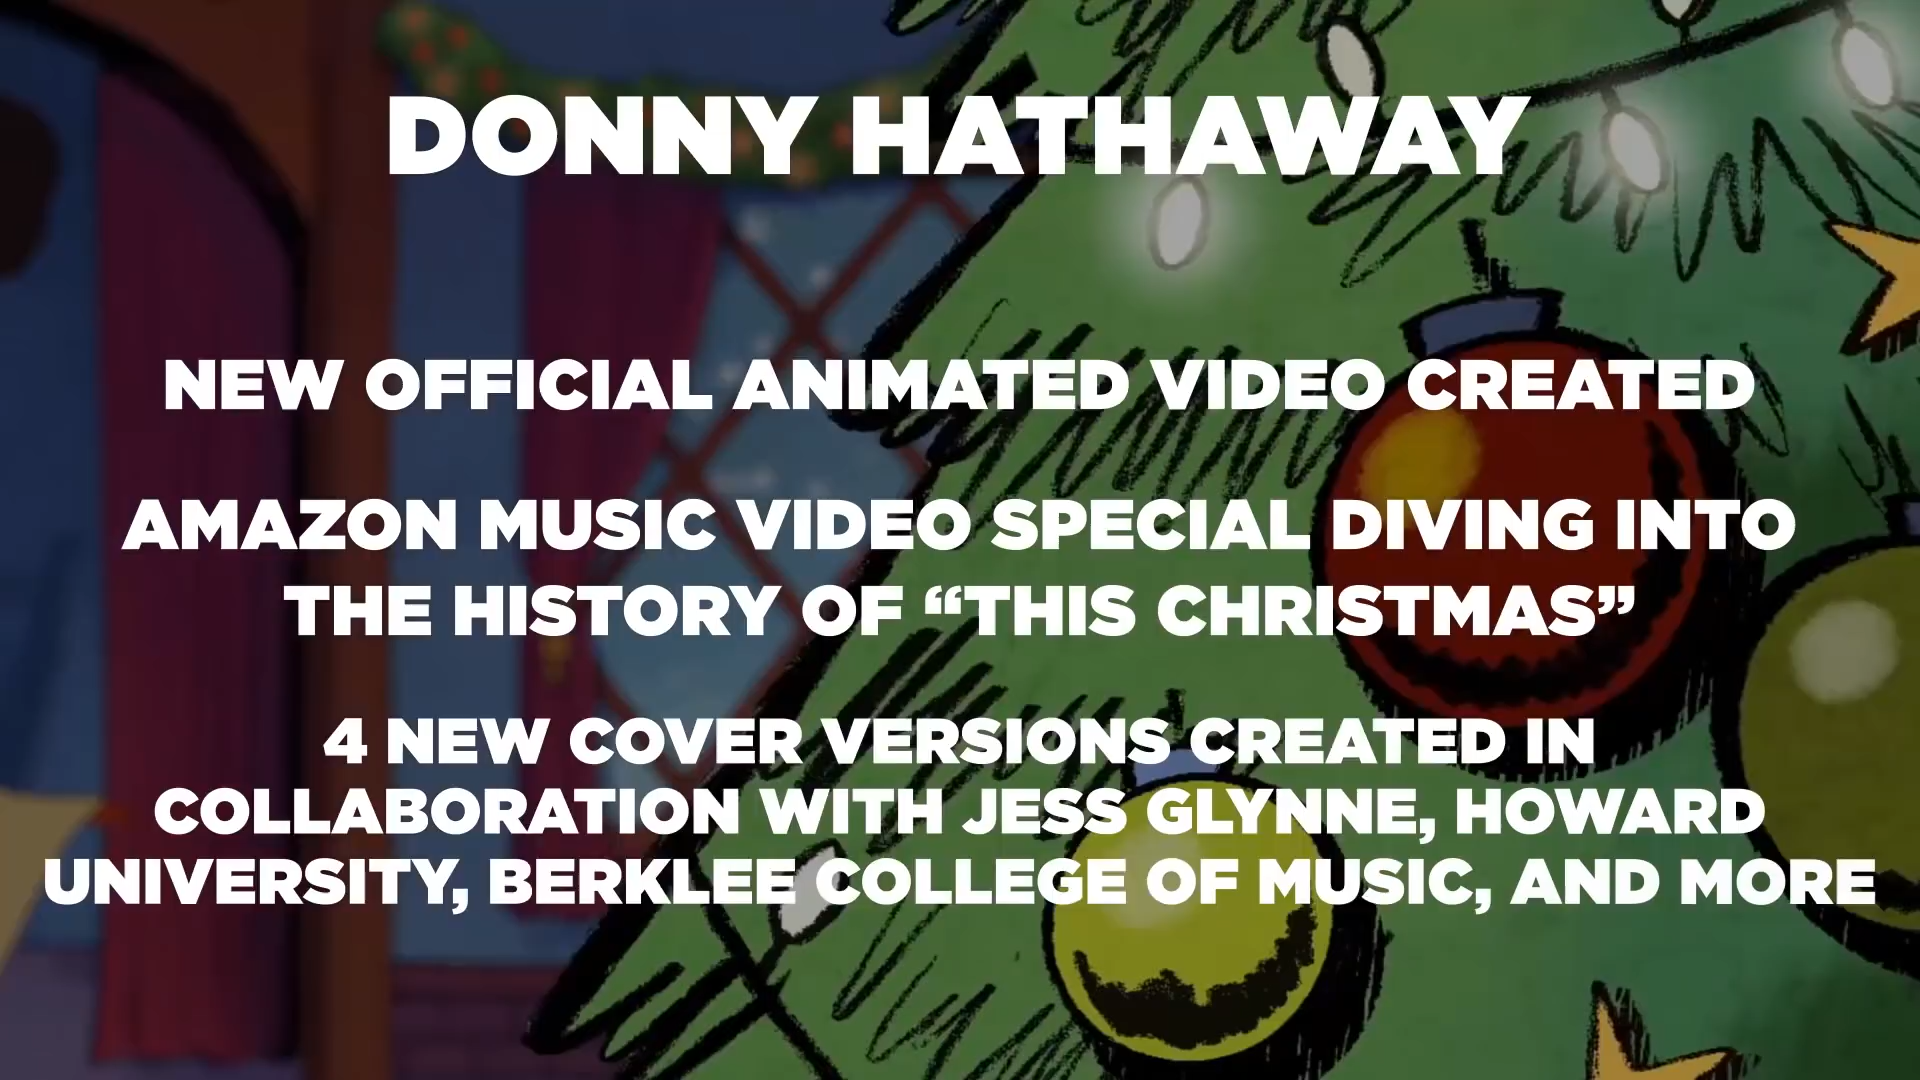 DONNY HATHAWAY
NEW OFFICIAL ANIMATED VIDEO CREATED
AMAZON MUSIC VIDEO SPECIAL DIVING INTO
THE HISTORY OF “THIS CHRISTMAS”
4 NEW COVER VERSIONS CREATED IN
COLLABORATION WITH JESS GLYNNE, HOWARD
UNIVERSITY, BERKLEE COLLEGE OF MUSIC, AND MORE